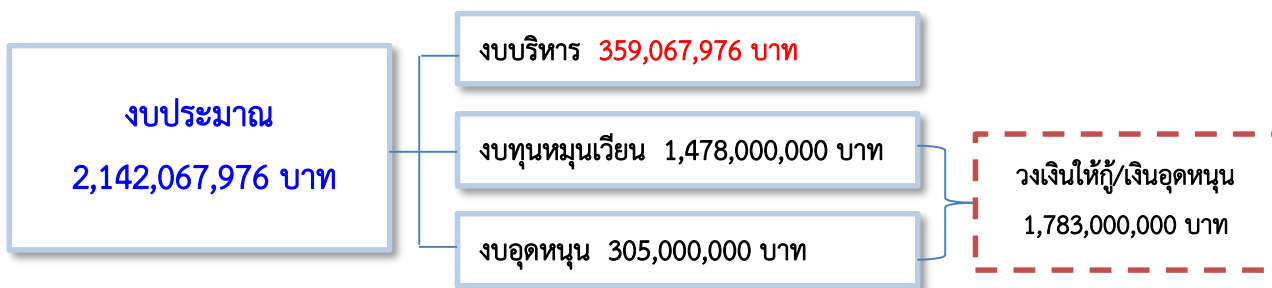 งบประมาณ
2,142,067,976 บาท
งบบริหาร 359,067,976 บาท
งบทุนหมุนเวียน 1,478,000,000 บาท
งบอุดหนุน 305,000,000 บาท
วงเงินให้กู้/เงินอุดหนุน
1,783,000,000 บาท